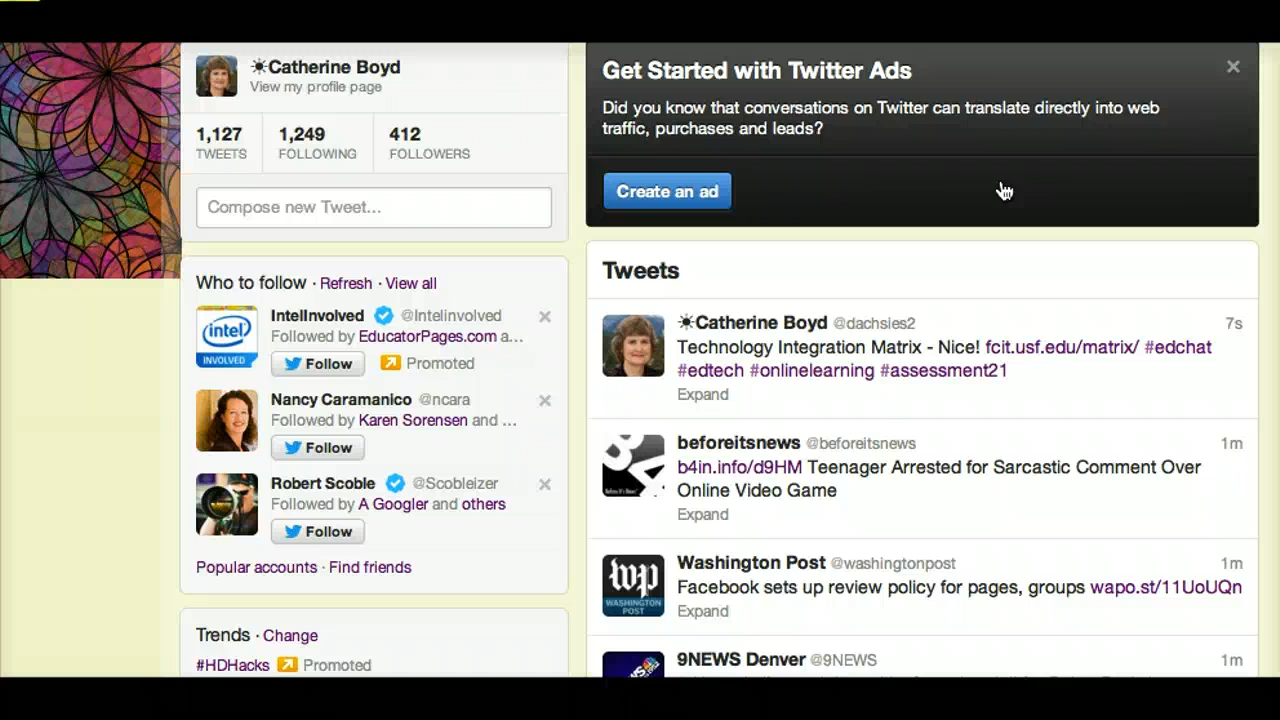 ☀Catherine Boyd
View my profile page
1,127
TWEETS
1,249
FOLLOWING
412
FOLLOWERS
Compose new Tweet...
Who to follow · Refresh · View all
IntelInvolved @Intelinvolved
Followed by EducatorPages.com a...
Follow Promoted
intel
INVOLVED
Nancy Caramanico @ncara
Followed by Karen Sorensen and ...
Follow
Robert Scoble @Scobleizer
Followed by A Googler and others
Follow
Popular accounts · Find friends
Trends · Change
#HDHacks Promoted
Get Started with Twitter Ads
Did you know that conversations on Twitter can translate directly into web
traffic, purchases and leads?
Create an ad
Tweets
☀Catherine Boyd @dachsies2 7s
Technology Integration Matrix - Nice! fcit.usf.edu/matrix/ #edchat
#edtech #onlinelearning #assessment21
Expand
beforeitsnews @beforeitsnews 1m
b4in.info/d9HM Teenager Arrested for Sarcastic Comment Over
Online Video Game
Expand
Washington Post @washingtonpost 1m
Facebook sets up review policy for pages, groups wapo.st/11UoUQn
Expand
wp
WASHINGTON
POST
9NEWS Denver @9NEWS 1m